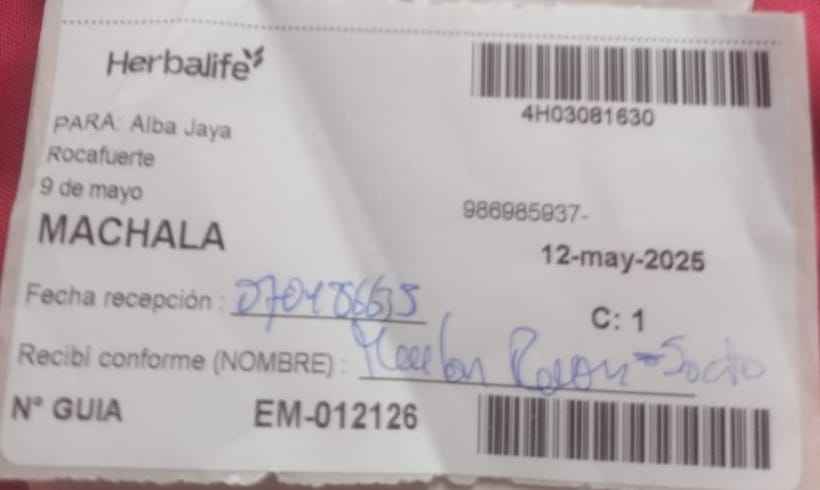 Herbalife
4H03081630
PARA: Alba Jaya
Rocafuerte
9 de mayo
986985937-
MACHALA
12-may-2025
Fecha recepción :
C: 1
Recibí conforme (NOMBRE) :
N° GUIA EM-012126